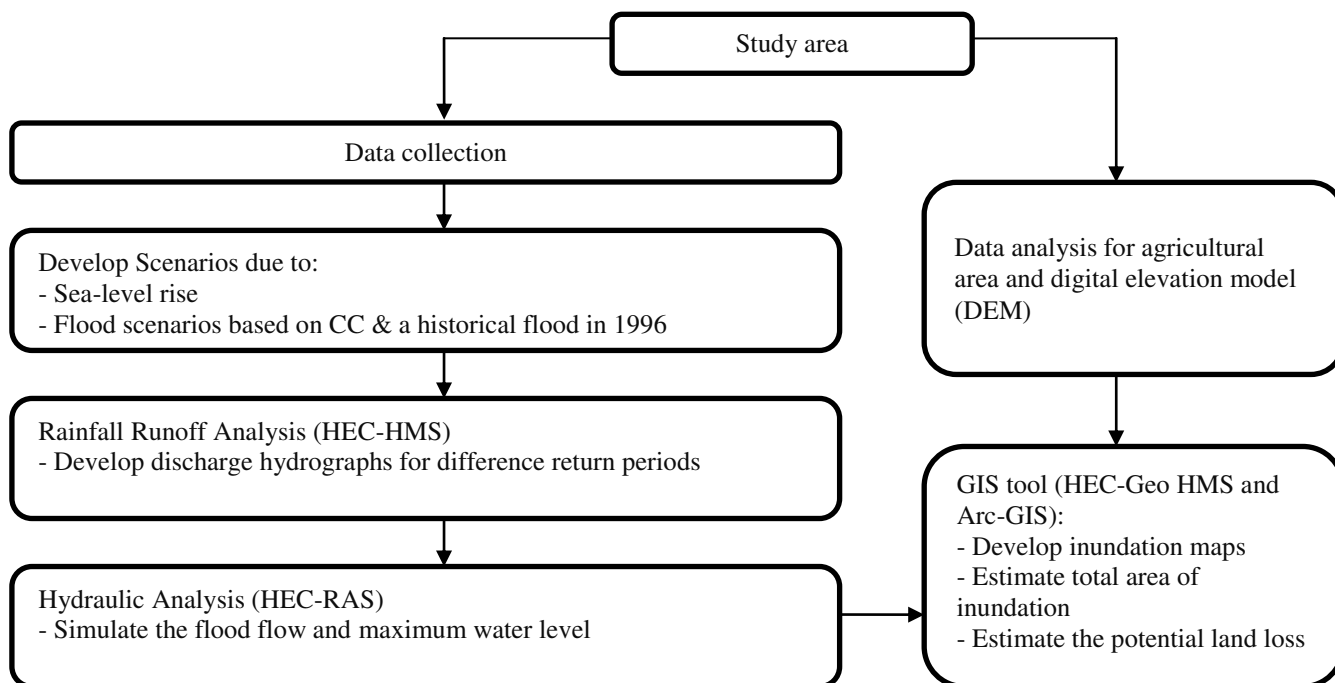 Study area
Data collection
Develop Scenarios due to:
- Sea-level rise
- Flood scenarios based on CC & a historical flood in 1996
Rainfall Runoff Analysis (HEC-HMS)
- Develop discharge hydrographs for difference return periods
Hydraulic Analysis (HEC-RAS)
- Simulate the flood flow and maximum water level
Data analysis for agricultural
area and digital elevation model
(DEM)
GIS tool (HEC-Geo HMS and
Arc-GIS):
- Develop inundation maps
- Estimate total area of
inundation
- Estimate the potential land loss